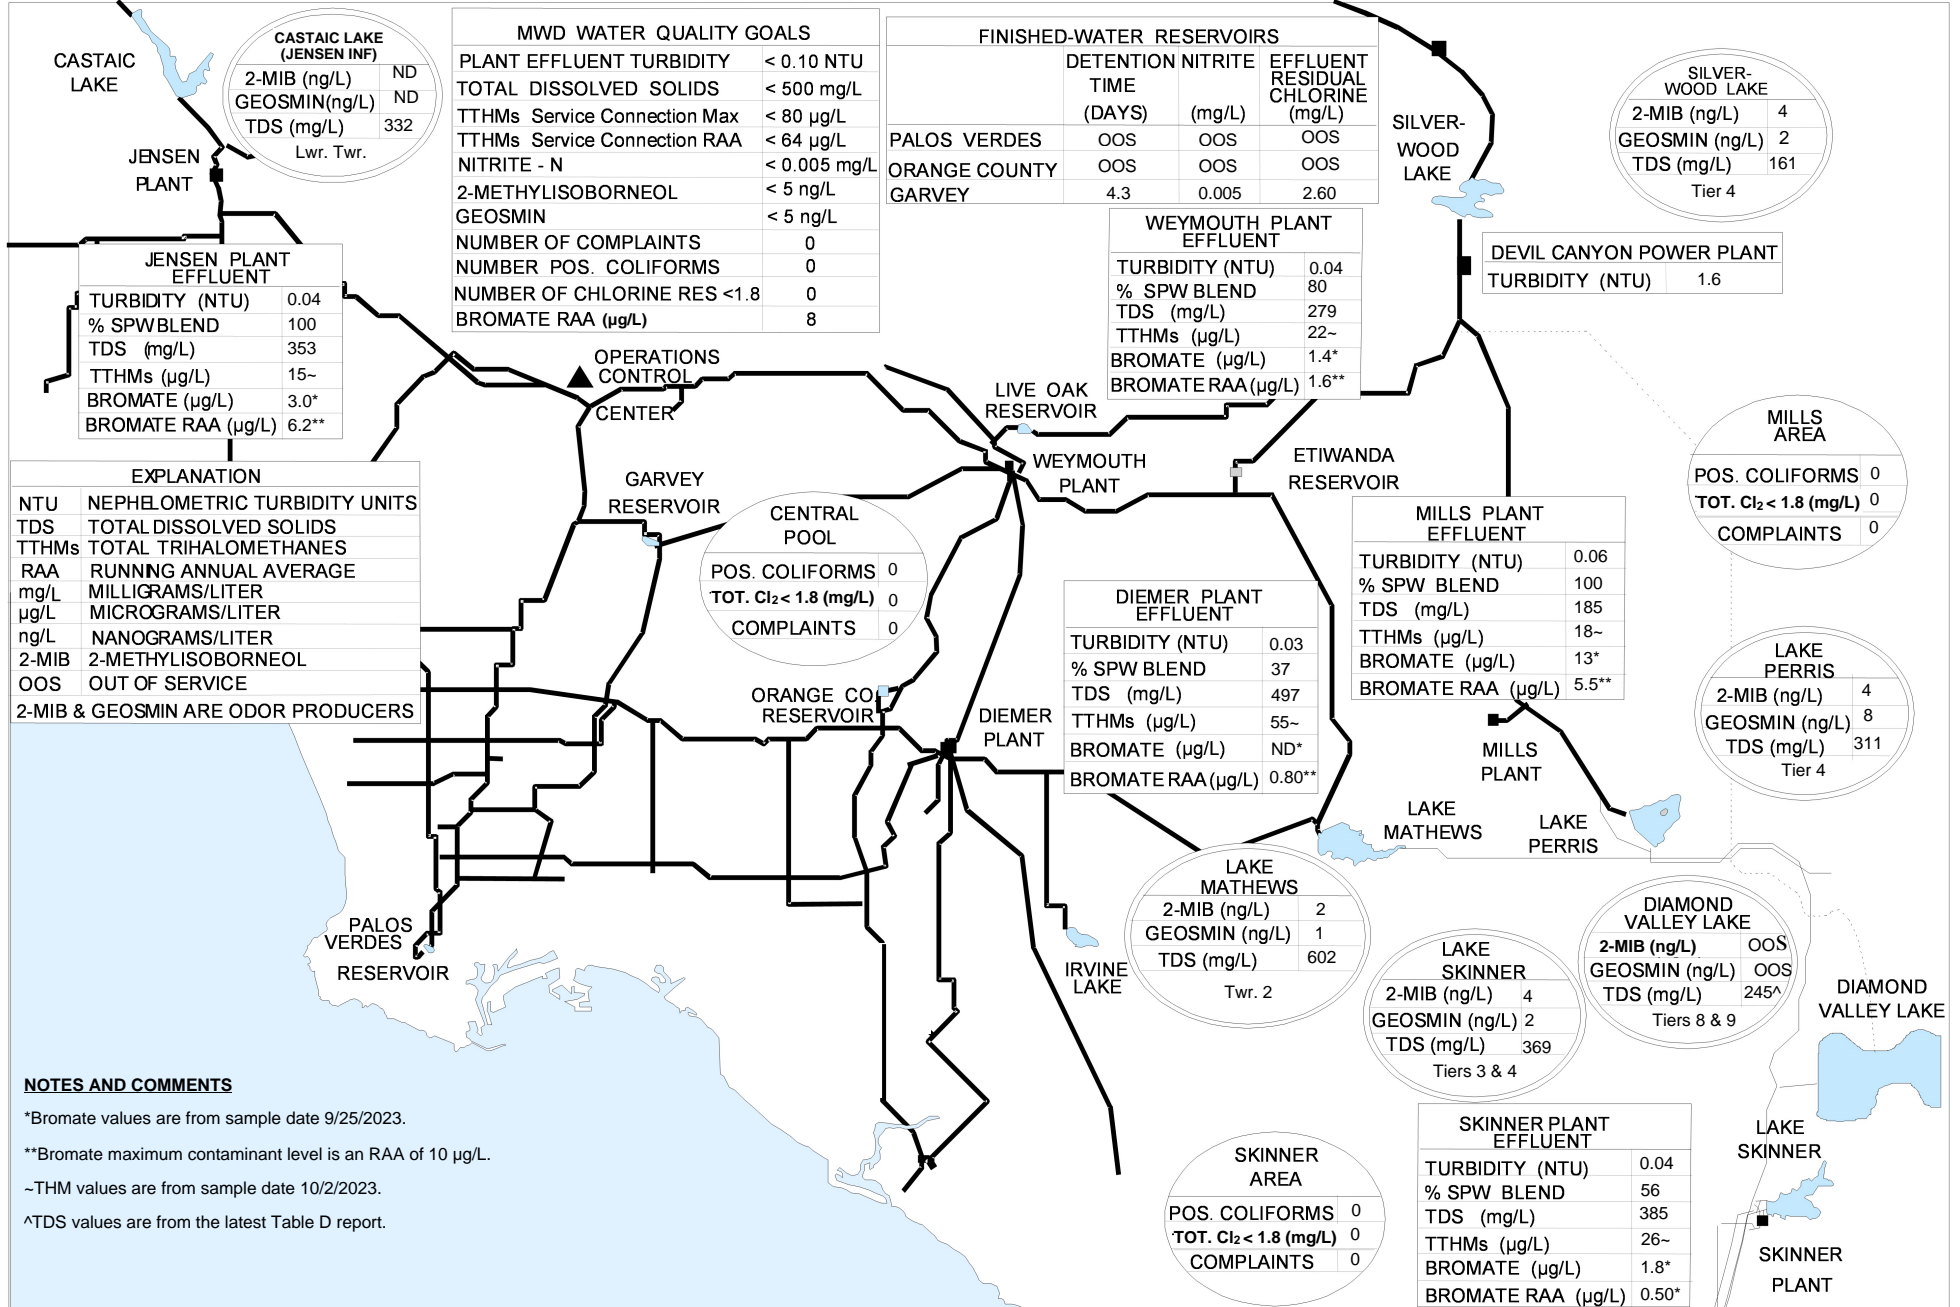 CASTAIC
LAKE
CASTAIC LAKE
(JENSEN INF)
2-MIB (ng/L) ND
GEOSMIN(ng/L) ND
TDS (mg/L) 332
Lwr. Twr.
JENSEN
PLANT
MWD WATER QUALITY GOALS
PLANT EFFLUENT TURBIDITY < 0.10 NTU
TOTAL DISSOLVED SOLIDS < 500 mg/L
TTHMs Service Connection Max < 80 µg/L
TTHMs Service Connection RAA < 64 µg/L
NITRITE - N < 0.005 mg/L
2-METHYLISOBORNEOL < 5 ng/L
GEOSMIN < 5 ng/L
NUMBER OF COMPLAINTS 0
NUMBER POS. COLIFORMS 0
NUMBER OF CHLORINE RES <1.8 0
BROMATE RAA (µg/L) 8
FINISHED-WATER RESERVOIRS
DETENTION TIME (DAYS) NITRITE (mg/L) EFFLUENT RESIDUAL CHLORINE (mg/L)
PALOS VERDES OOS OOS OOS
ORANGE COUNTY OOS OOS OOS
GARVEY 4.3 0.005 2.60
SILVER-
WOOD
LAKE
SILVER-
WOOD LAKE
2-MIB (ng/L) 4
GEOSMIN (ng/L) 2
TDS (mg/L) 161
Tier 4
DEVIL CANYON POWER PLANT
TURBIDITY (NTU) 1.6
WEYMOUTH PLANT
EFFLUENT
TURBIDITY (NTU) 0.04
% SPW BLEND 80
TDS (mg/L) 279
TTHMs (µg/L) 22~
BROMATE (µg/L) 1.4*
BROMATE RAA (µg/L) 1.6**
JENSEN PLANT
EFFLUENT
TURBIDITY (NTU) 0.04
% SPW BLEND 100
TDS (mg/L) 353
TTHMs (µg/L) 15~
BROMATE (µg/L) 3.0*
BROMATE RAA (µg/L) 6.2**
OPERATIONS
CONTROL
CENTER
LIVE OAK
RESERVOIR
WEYMOUTH
PLANT
ETIWANDA
RESERVOIR
GARVEY
RESERVOIR
MILLS
AREA
POS. COLIFORMS 0
TOT. Cl2 < 1.8 (mg/L) 0
COMPLAINTS 0
EXPLANATION
NTU NEPHELOMETRIC TURBIDITY UNITS
TDS TOTAL DISSOLVED SOLIDS
TTHMs TOTAL TRIHALOMETHANES
RAA RUNNING ANNUAL AVERAGE
mg/L MILLIGRAMS/LITER
µg/L MICROGRAMS/LITER
ng/L NANOGRAMS/LITER
2-MIB 2-METHYLISOBORNEOL
OOS OUT OF SERVICE
2-MIB & GEOSMIN ARE ODOR PRODUCERS
CENTRAL
POOL
POS. COLIFORMS 0
TOT. Cl2 < 1.8 (mg/L) 0
COMPLAINTS 0
MILLS PLANT
EFFLUENT
TURBIDITY (NTU) 0.06
% SPW BLEND 100
TDS (mg/L) 185
TTHMs (µg/L) 18~
BROMATE (µg/L) 13*
BROMATE RAA (µg/L) 5.5**
DIEMER PLANT
EFFLUENT
TURBIDITY (NTU) 0.03
% SPW BLEND 37
TDS (mg/L) 497
TTHMs (µg/L) 55~
BROMATE (µg/L) ND*
BROMATE RAA (µg/L) 0.80**
LAKE
PERRIS
2-MIB (ng/L) 4
GEOSMIN (ng/L) 8
TDS (mg/L) 311
Tier 4
ORANGE CO
RESERVOIR
DIEMER
PLANT
MILLS
PLANT
LAKE
MATHEWS
LAKE
PERRIS
LAKE
MATHEWS
2-MIB (ng/L) 2
GEOSMIN (ng/L) 1
TDS (mg/L) 602
Twr. 2
DIAMOND
VALLEY LAKE
2-MIB (ng/L) OOS
GEOSMIN (ng/L) OOS
TDS (mg/L) 245^
Tiers 8 & 9
PALOS
VERDES
RESERVOIR
IRVINE
LAKE
LAKE
SKINNER
2-MIB (ng/L) 4
GEOSMIN (ng/L) 2
TDS (mg/L) 369
Tiers 3 & 4
DIAMOND
VALLEY LAKE
NOTES AND COMMENTS
*Bromate values are from sample date 9/25/2023.
**Bromate maximum contaminant level is an RAA of 10 µg/L.
~THM values are from sample date 10/2/2023.
^TDS values are from the latest Table D report.
SKINNER
AREA
POS. COLIFORMS 0
TOT. Cl2 < 1.8 (mg/L) 0
COMPLAINTS 0
SKINNER PLANT
EFFLUENT
TURBIDITY (NTU) 0.04
% SPW BLEND 56
TDS (mg/L) 385
TTHMs (µg/L) 26~
BROMATE (µg/L) 1.8*
BROMATE RAA (µg/L) 0.50*
LAKE
SKINNER
SKINNER
PLANT